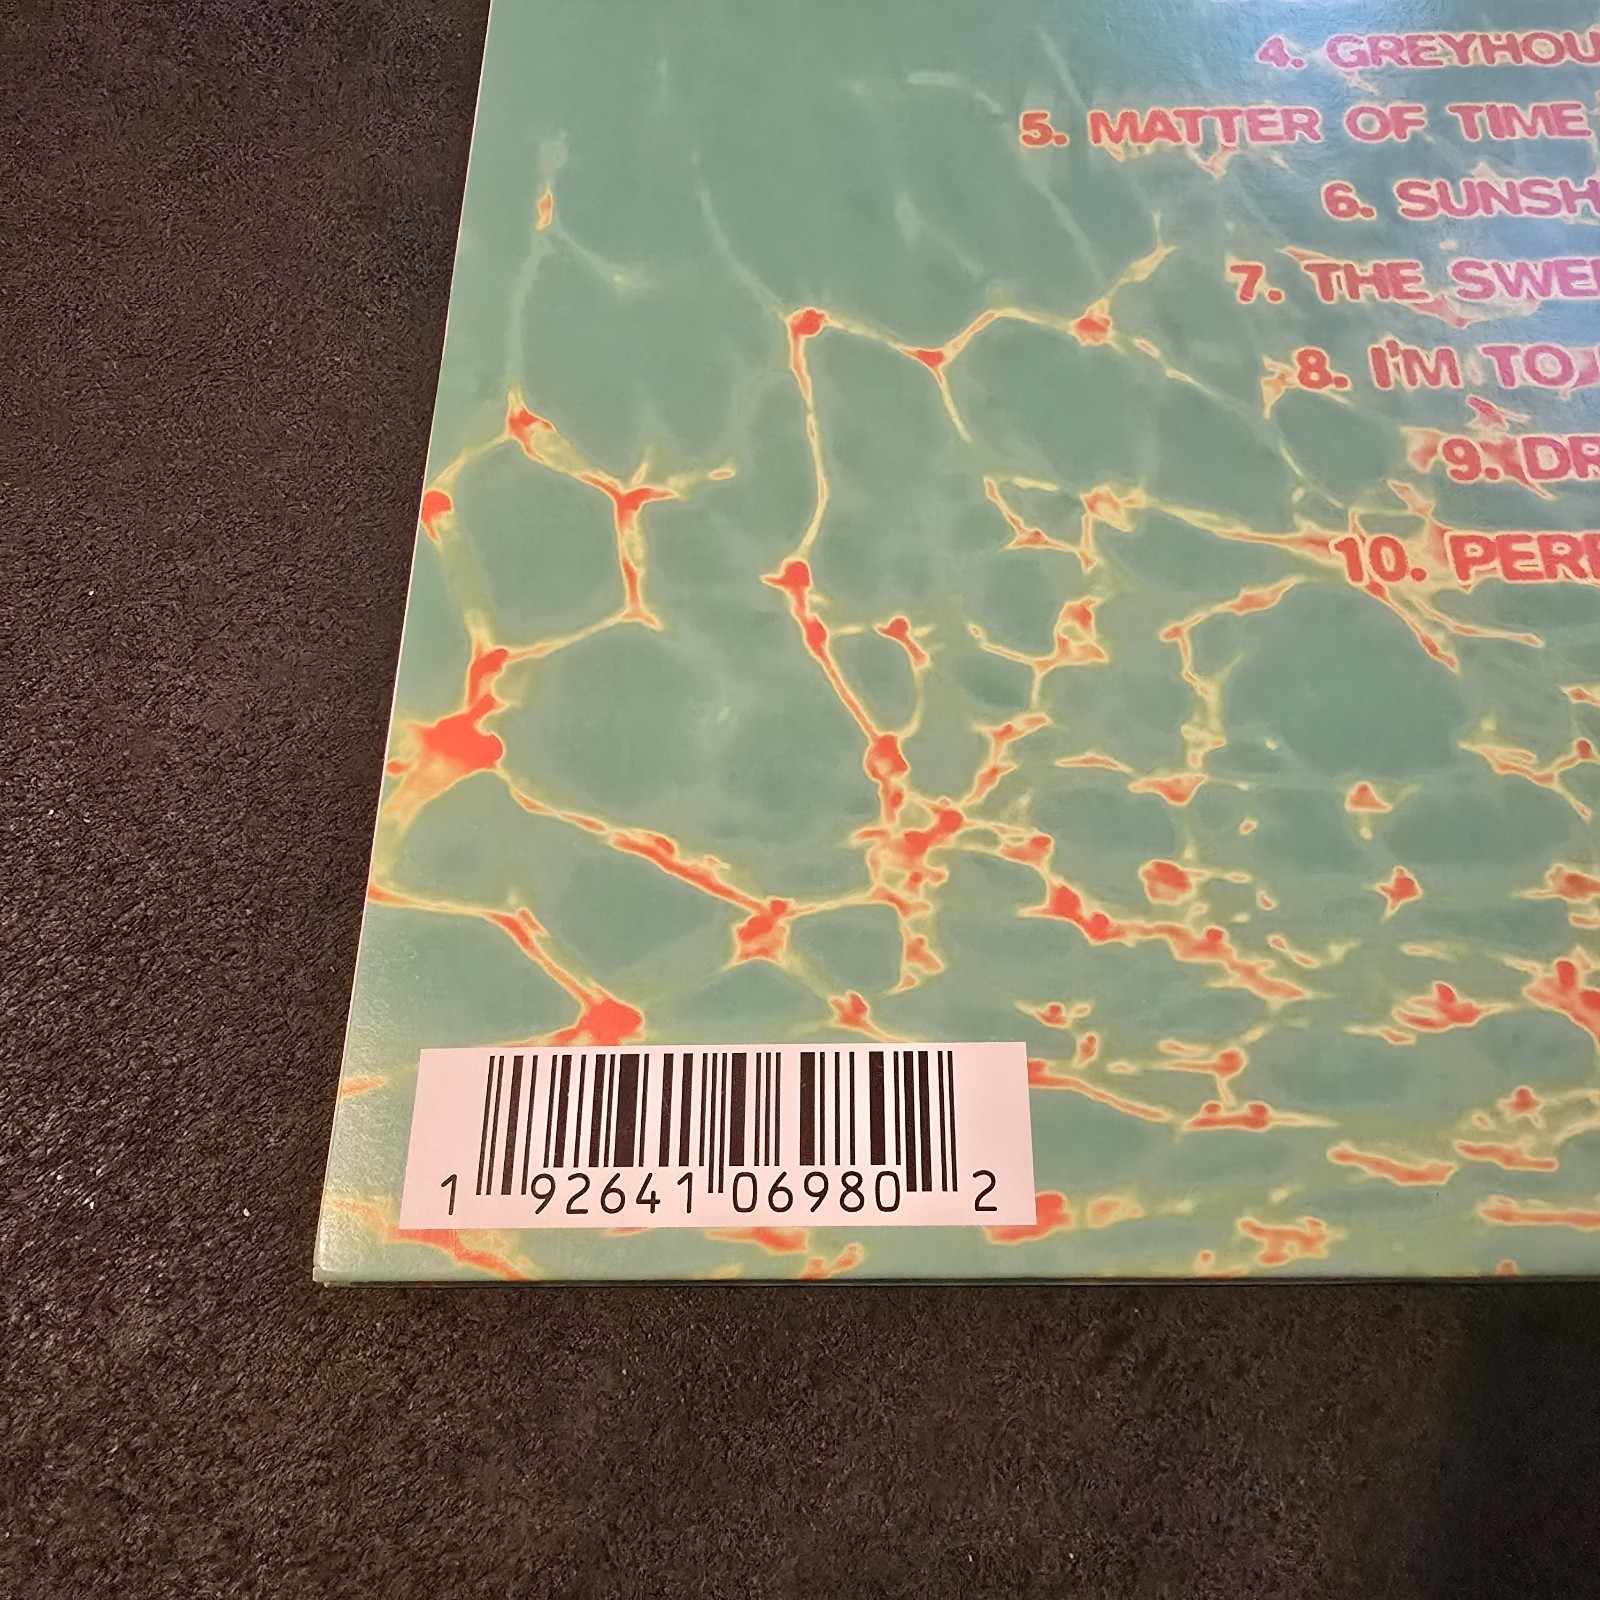 4. GREYHOU
5. MATTER OF TIME
6. SUNSH
7. THE SWE
8. I'M TO
9. DR
10. PER
1 92641 06980 2